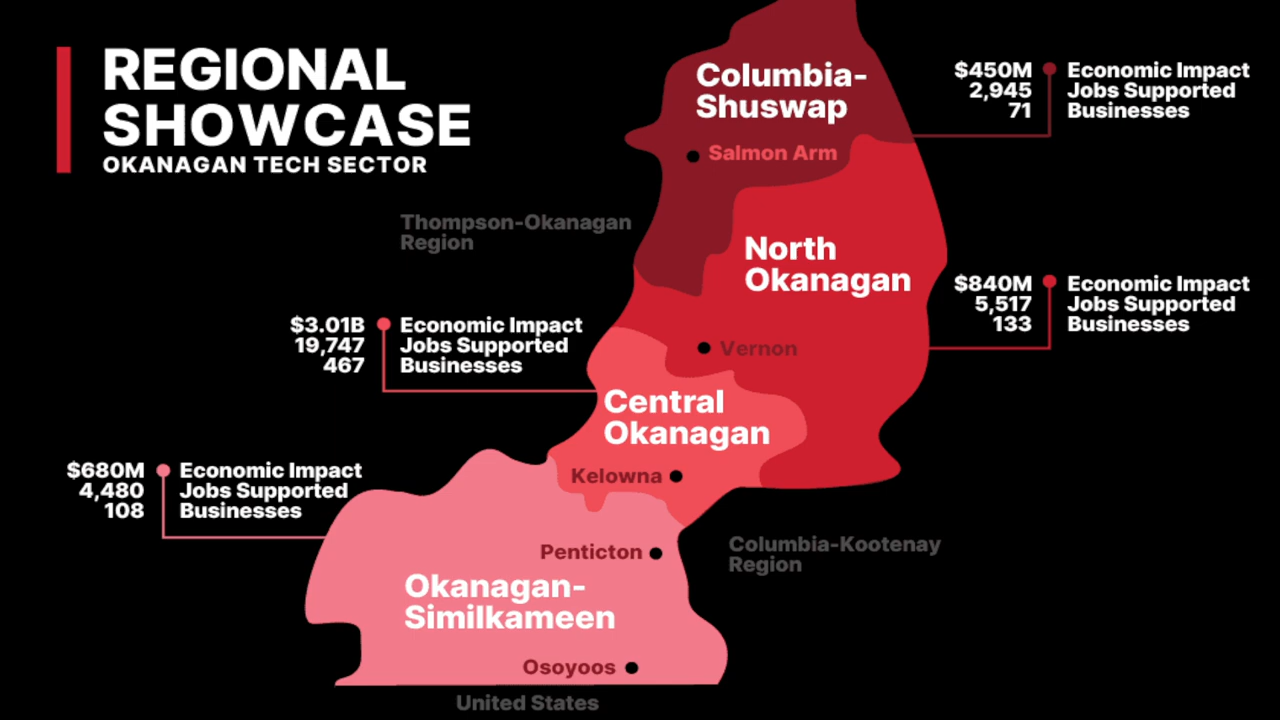 REGIONAL
SHOWCASE
OKANAGAN TECH SECTOR
Columbia-
Shuswap
Salmon Arm
$450M Economic Impact
2,945 Jobs Supported
71 Businesses
Thompson-Okanagan
Region
North
Okanagan
Vernon
$840M Economic Impact
5,517 Jobs Supported
133 Businesses
$3.01B Economic Impact
19,747 Jobs Supported
467 Businesses
Central
Okanagan
Kelowna
$680M Economic Impact
4,480 Jobs Supported
108 Businesses
Columbia-Kootenay
Region
Penticton
Okanagan-
Similkameen
Osoyoos
United States